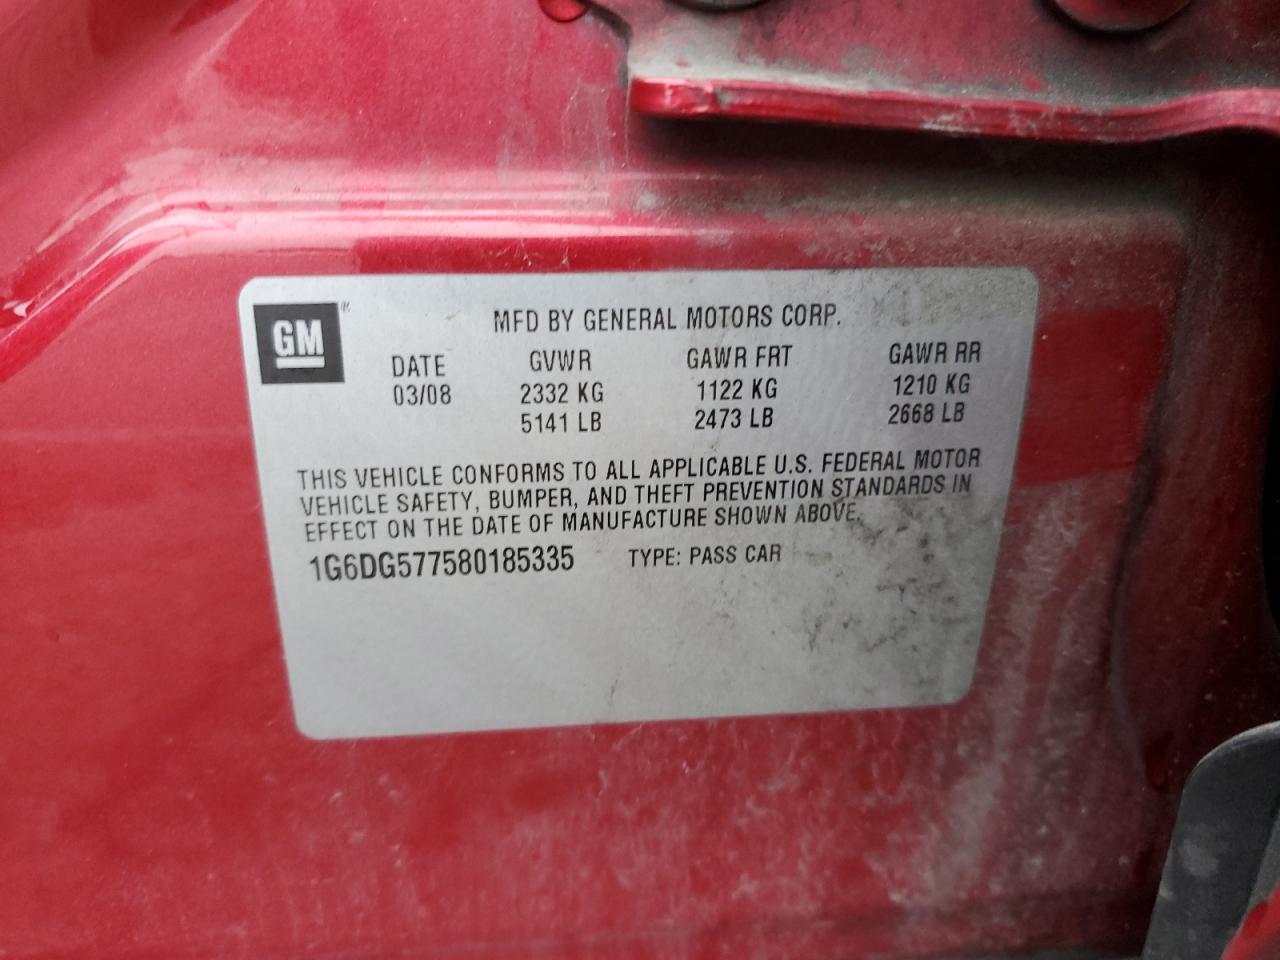 GM®
MFD BY GENERAL MOTORS CORP.
DATE GVWR GAWR FRT GAWR RR
03/08 2332 KG 1122 KG 1210 KG
5141 LB 2473 LB 2668 LB
THIS VEHICLE CONFORMS TO ALL APPLICABLE U.S. FEDERAL MOTOR
VEHICLE SAFETY, BUMPER, AND THEFT PREVENTION STANDARDS IN
EFFECT ON THE DATE OF MANUFACTURE SHOWN ABOVE.
1G6DG577580185335 TYPE: PASS CAR